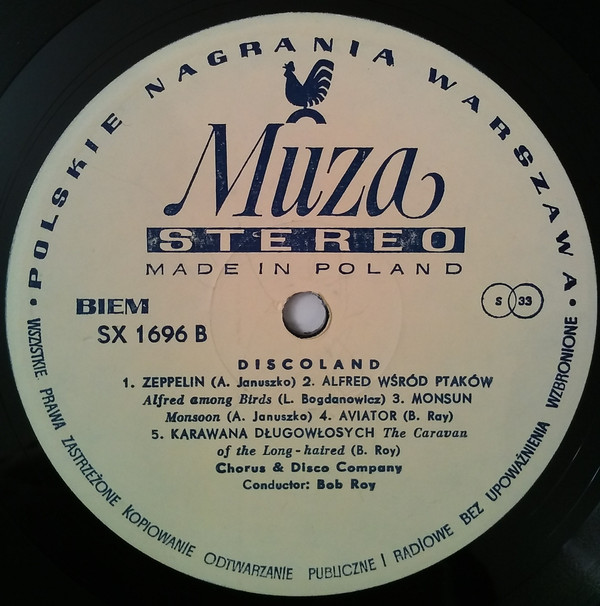 • POLSKIE NAGRANIA WARSZAWA •
Muza
STEREO
MADE IN POLAND
BIEM
SX 1696 B
S 33
DISCOLAND
1. ZEPPELIN (A. Januszko) 2. ALFRED WŚRÓD PTAKÓW
Alfred among Birds (L. Bogdanowicz) 3. MONSUN
Monsoon (A. Januszko) 4. AVIATOR (B. Ray)
5. KARAWANA DŁUGOWŁOSYCH The Caravan
of the Long-haired (B. Roy)
Chorus & Disco Company
Conductor: Bob Roy
WSZYSTKIE PRAWA ZASTRZEŻONE KOPIOWANIE ODTWARZANIE PUBLICZNE I RADIOWE BEZ UPOWAŻNIENIA WZBRONIONE